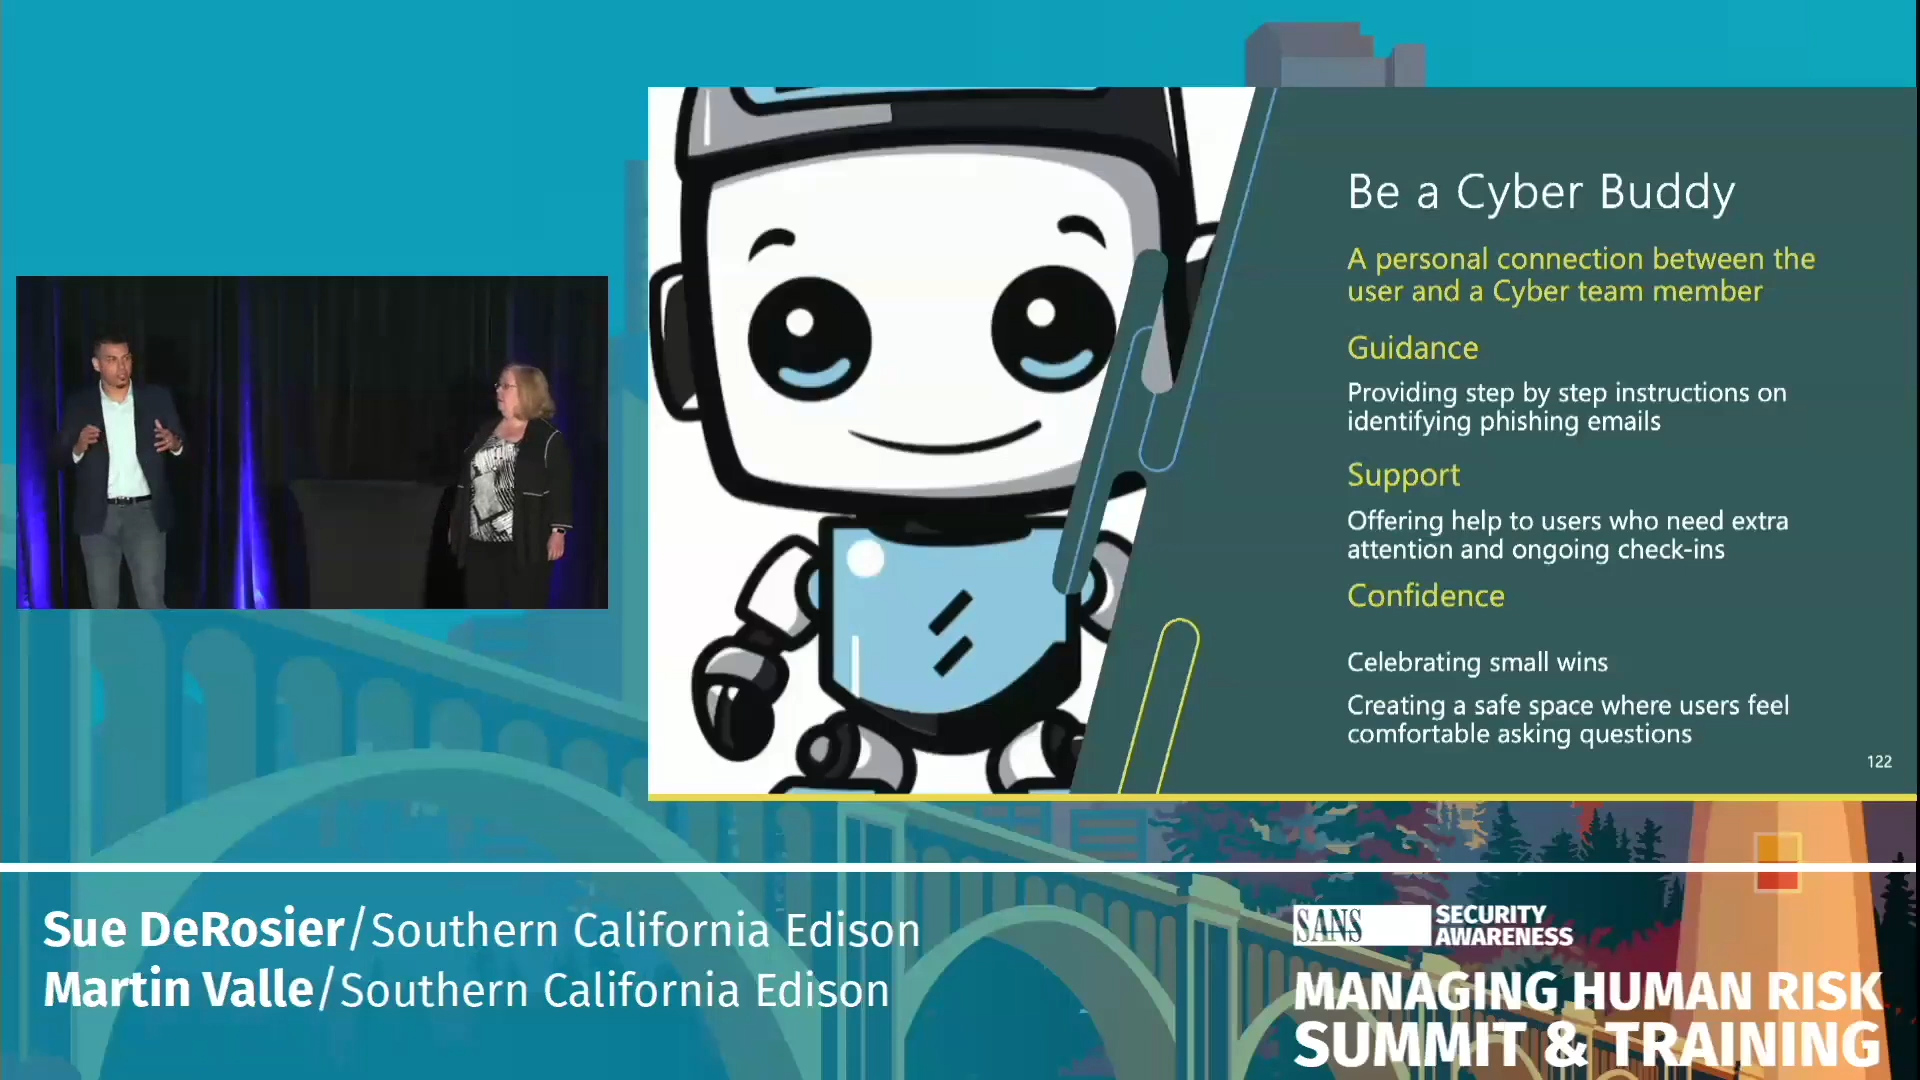 Be a Cyber Buddy
A personal connection between the
user and a Cyber team member
Guidance
Providing step by step instructions on
identifying phishing emails
Support
Offering help to users who need extra
attention and ongoing check-ins
Confidence
Celebrating small wins
Creating a safe space where users feel
comfortable asking questions
122
Sue DeRosier/Southern California Edison
Martin Valle/Southern California Edison
SANS
SECURITY
AWARENESS
MANAGING HUMAN RISK
SUMMIT & TRAINING